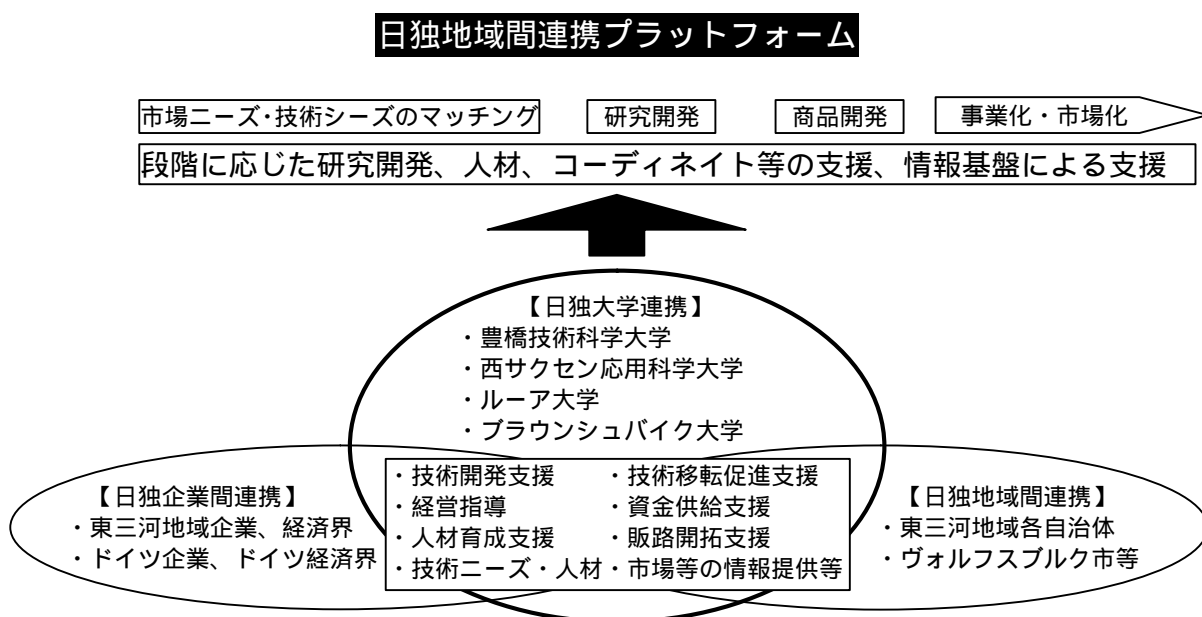 日独地域間連携プラットフォーム
市場ニーズ・技術シーズのマッチング
研究開発
商品開発
事業化・市場化
段階に応じた研究開発、人材、コーディネイト等の支援、情報基盤による支援
【日独大学連携】
・豊橋技術科学大学
・西サクセン応用科学大学
・ルーア大学
・ブラウンシュバイク大学
【日独企業間連携】
・東三河地域企業、経済界
・ドイツ企業、ドイツ経済界
・技術開発支援 ・技術移転促進支援
・経営指導 ・資金供給支援
・人材育成支援 ・販路開拓支援
・技術ニーズ・人材・市場等の情報提供等
【日独地域間連携】
・東三河地域各自治体
・ヴォルフスブルク市等